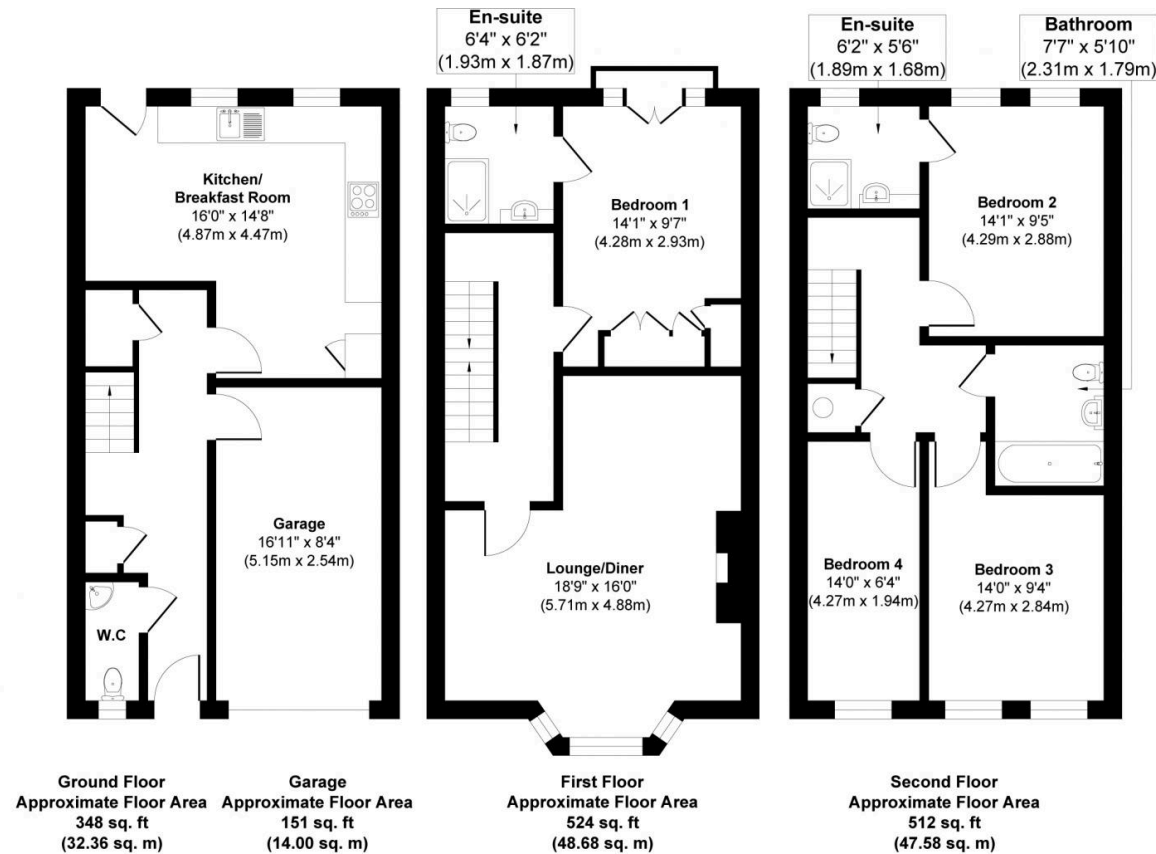 En-suite
6'4" x 6'2"
(1.93m x 1.87m)
En-suite
6'2" x 5'6"
(1.89m x 1.68m)
Bathroom
7'7" x 5'10"
(2.31m x 1.79m)
Kitchen/
Breakfast Room
16'0" x 14'8"
(4.87m x 4.47m)
Bedroom 1
14'1" x 9'7"
(4.28m x 2.93m)
Bedroom 2
14'1" x 9'5"
(4.29m x 2.88m)
Garage
16'11" x 8'4"
(5.15m x 2.54m)
W.C
Lounge/Diner
18'9" x 16'0"
(5.71m x 4.88m)
Bedroom 4
14'0" x 6'4"
(4.27m x 1.94m)
Bedroom 3
14'0" x 9'4"
(4.27m x 2.84m)
Ground Floor
Approximate Floor Area
348 sq. ft
(32.36 sq. m)
Garage
Approximate Floor Area
151 sq. ft
(14.00 sq. m)
First Floor
Approximate Floor Area
524 sq. ft
(48.68 sq. m)
Second Floor
Approximate Floor Area
512 sq. ft
(47.58 sq. m)